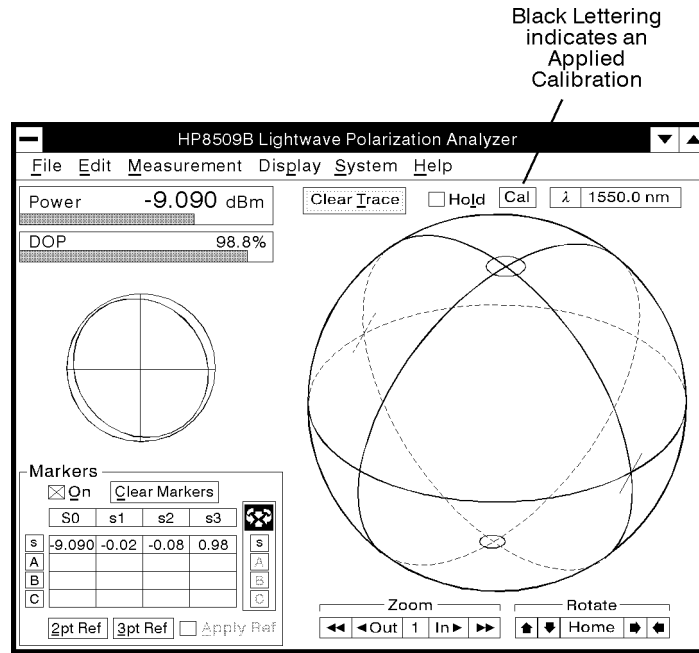 Black Lettering
indicates an
Applied
Calibration
HP8509B Lightwave Polarization Analyzer
File Edit Measurement Display System Help
Power -9.090 dBm
Clear Trace Hold Cal λ 1550.0 nm
DOP 98.8%
Markers
On Clear Markers
S0 s1 s2 s3
s -9.090 -0.02 -0.08 0.98 s
A A
B B
C C
2pt Ref 3pt Ref Apply Ref
Zoom
Out 1 In
Rotate
Home